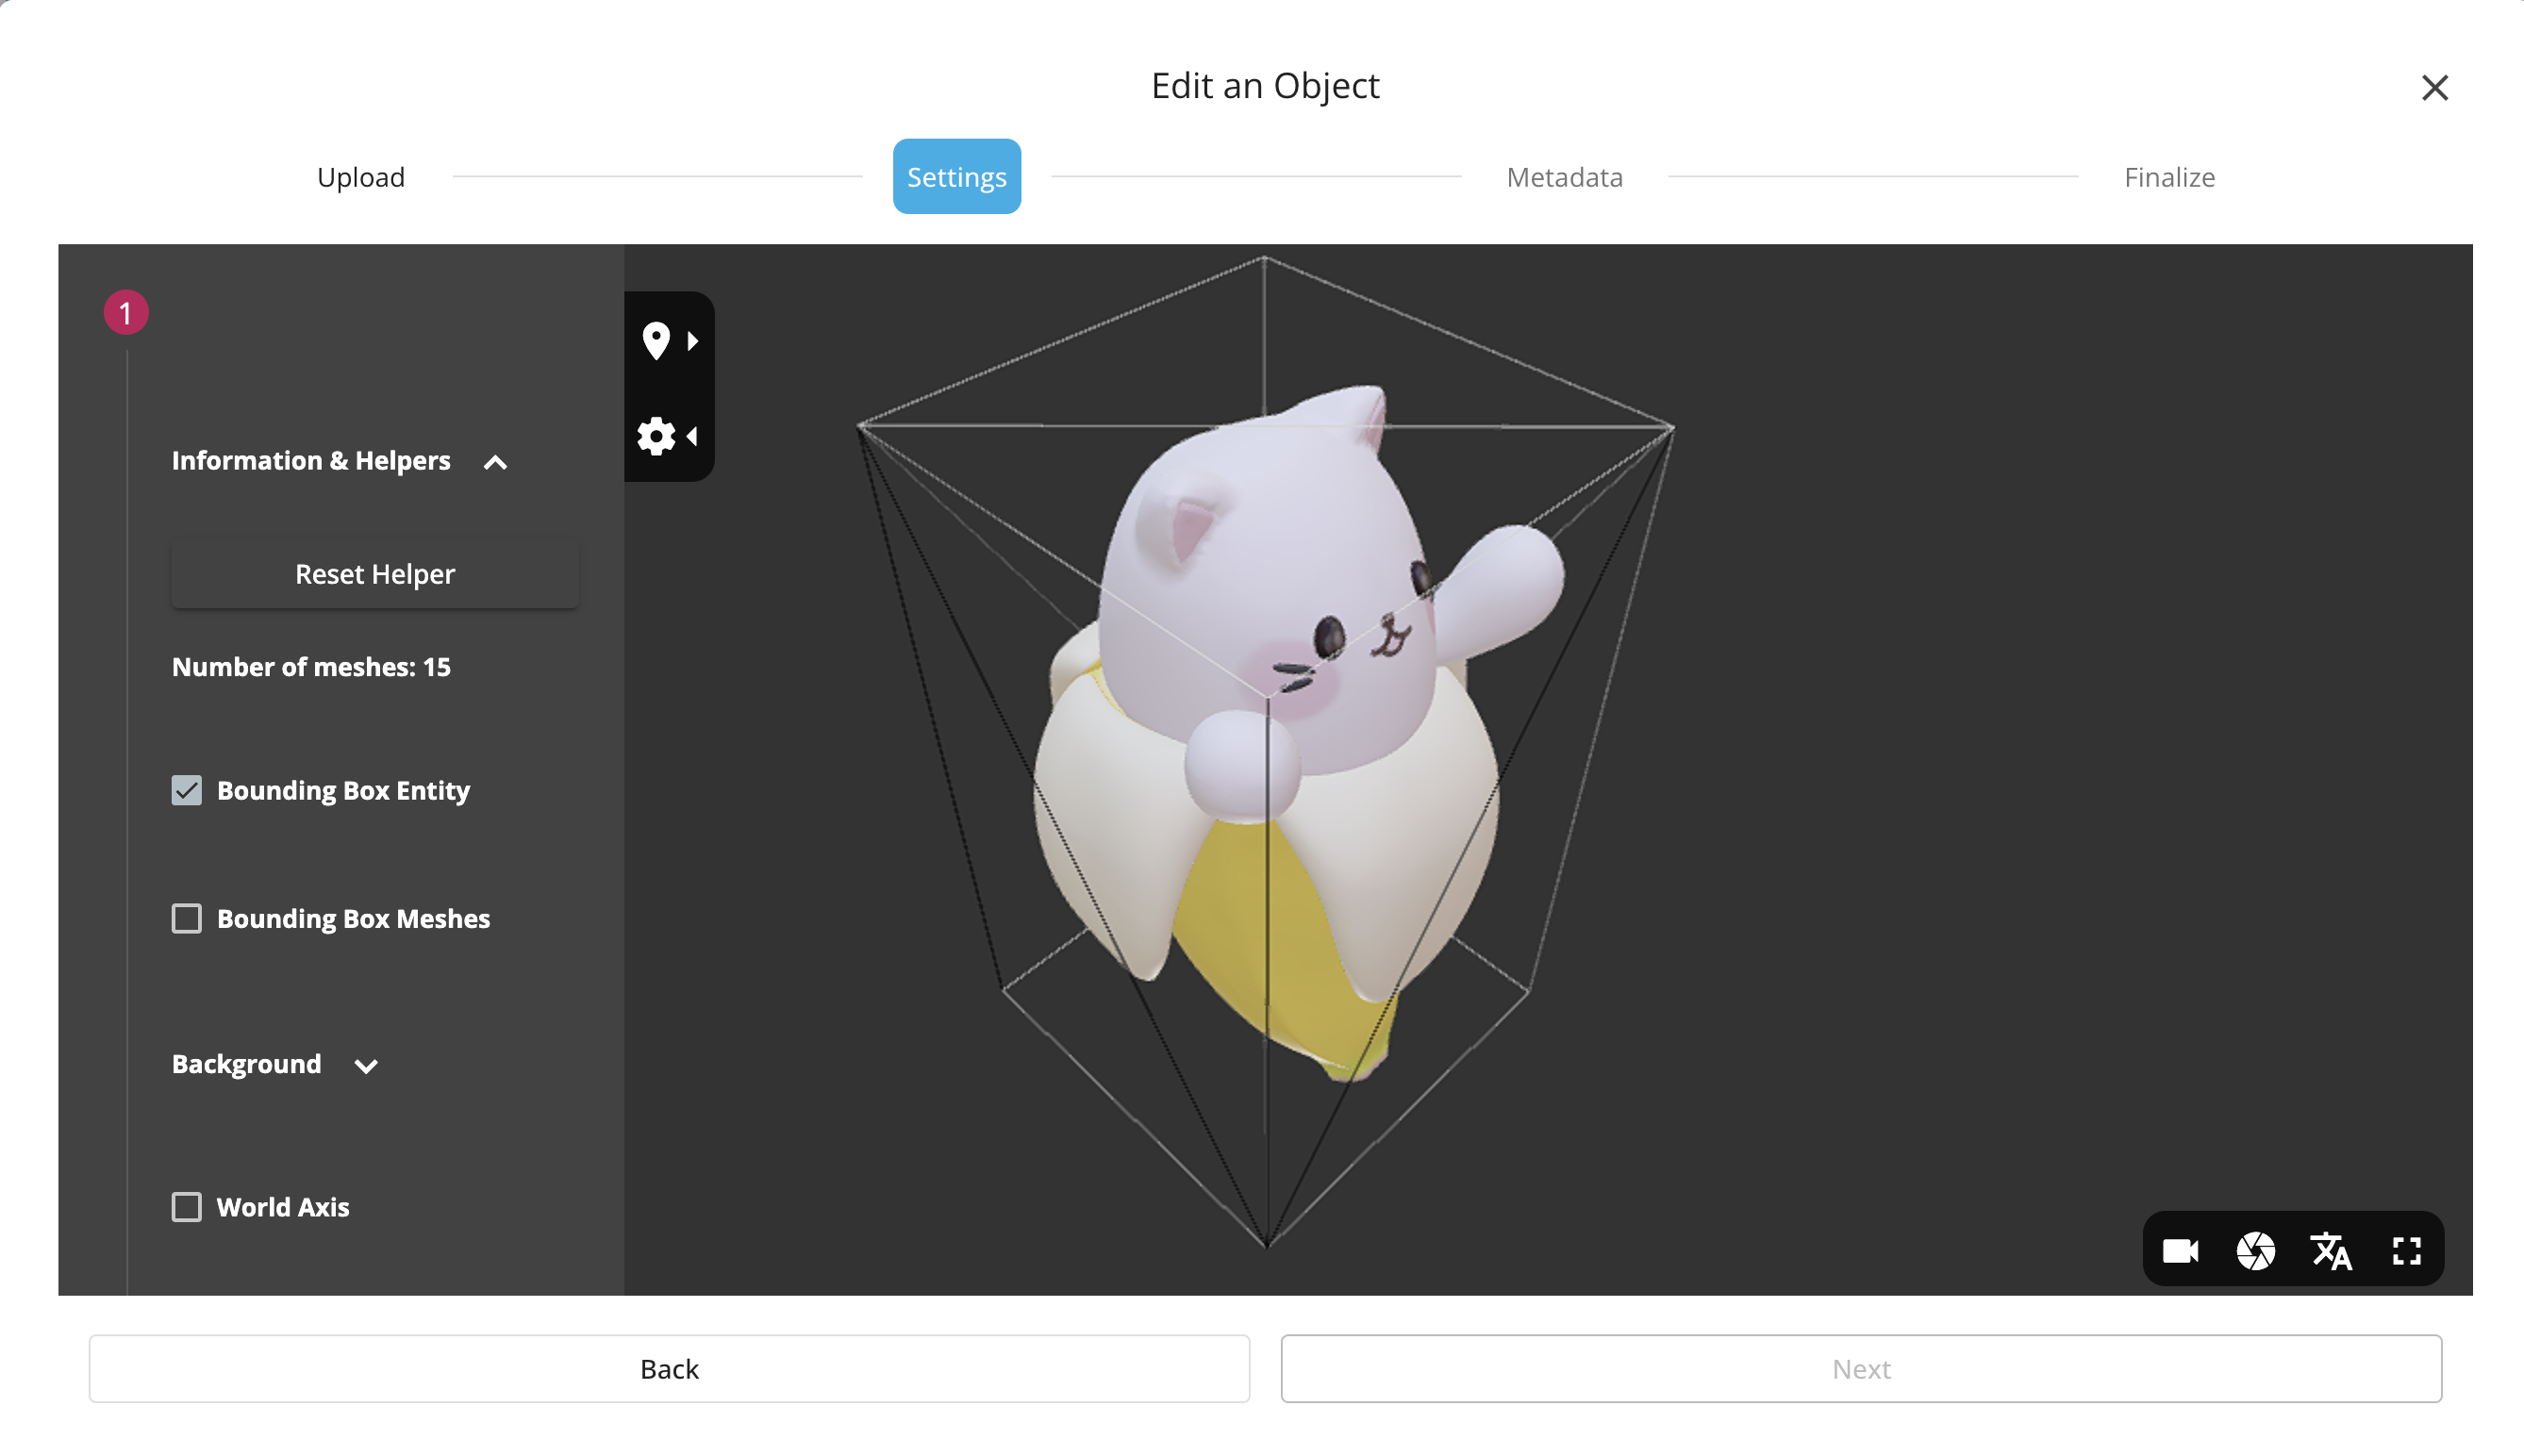 Edit an Object
Upload
Settings
Metadata
Finalize
1
Information & Helpers
Reset Helper
Number of meshes: 15
Bounding Box Entity
Bounding Box Meshes
Background
World Axis
Back
Next